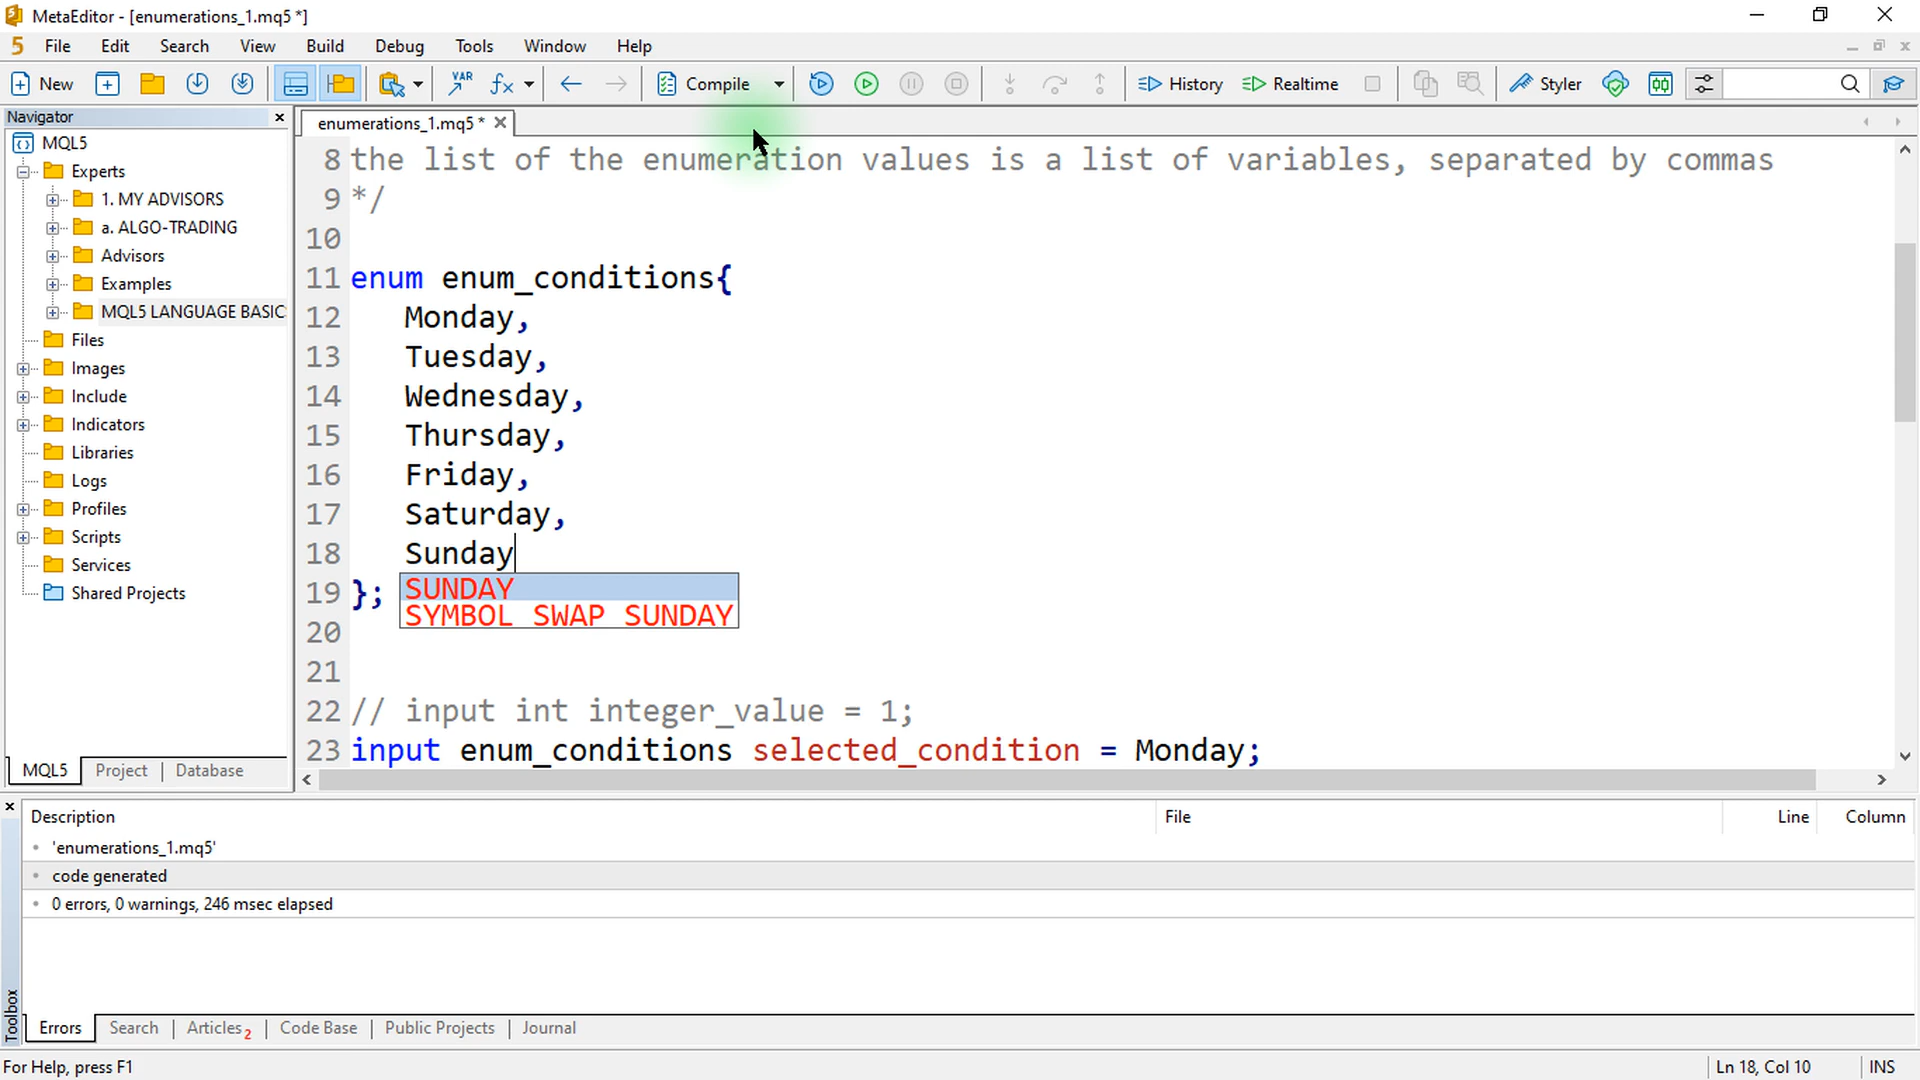 MetaEditor - [enumerations_1.mq5 *]
5 File Edit Search View Build Debug Tools Window Help
New VAR fx Compile History Realtime Styler
Navigator
MQL5
Experts
1. MY ADVISORS
a. ALGO-TRADING
Advisors
Examples
MQL5 LANGUAGE BASIC
Files
Images
Include
Indicators
Libraries
Logs
Profiles
Scripts
Services
Shared Projects
MQL5 Project Database
enumerations_1.mq5 *
8 the list of the enumeration values is a list of variables, separated by commas
9 */
10
11 enum enum_conditions{
12 Monday,
13 Tuesday,
14 Wednesday,
15 Thursday,
16 Friday,
17 Saturday,
18 Sunday
19 };
SUNDAY
SYMBOL_SWAP_SUNDAY
20
21
22 // input int integer_value = 1;
23 input enum_conditions selected_condition = Monday;
Description File Line Column
'enumerations_1.mq5'
code generated
0 errors, 0 warnings, 246 msec elapsed
Toolbox
Errors Search Articles 2 Code Base Public Projects Journal
For Help, press F1 Ln 18, Col 10 INS